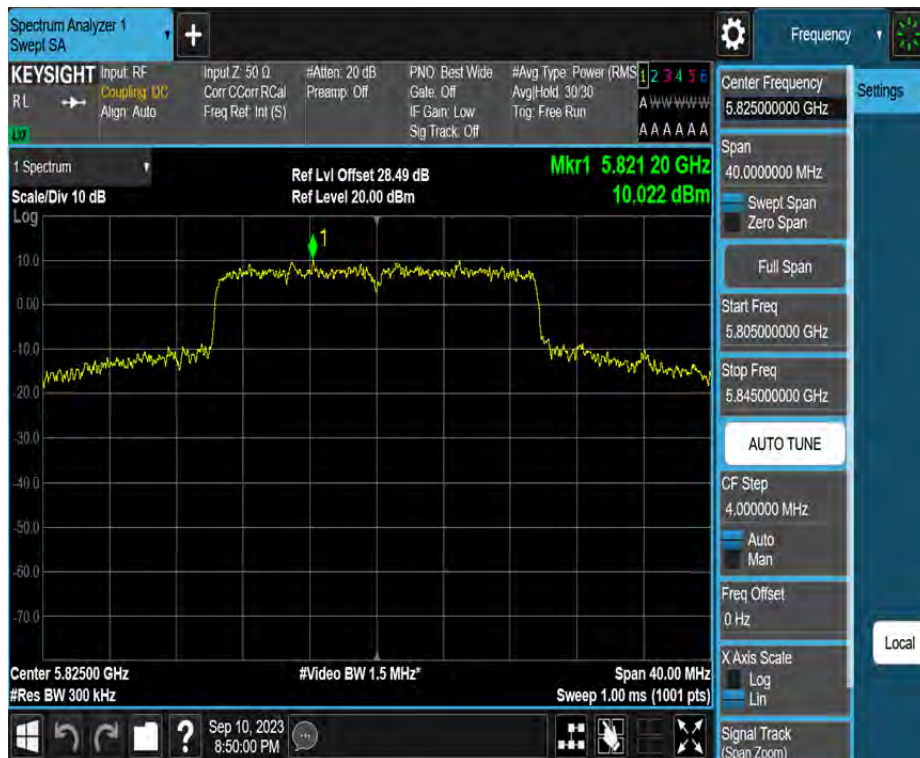 Spectrum Analyzer 1
Swept SA
+
Frequency
KEYSIGHT
RL
LXI
Input: RF
Coupling: DC
Align: Auto
Input Z: 50 Ω
Corr CCorr RCal
Freq Ref: Int (S)
#Atten: 20 dB
Preamp: Off
PNO: Best Wide
Gate: Off
IF Gain: Low
Sig Track: Off
#Avg Type: Power (RMS
Avg|Hold: 30/30
Trig: Free Run
1 2 3 4 5 6
A W W W W W
A A A A A A
1 Spectrum
Scale/Div 10 dB
Log
Ref Lvl Offset 28.49 dB
Ref Level 20.00 dBm
Mkr1 5.821 20 GHz
10.022 dBm
1
10.0
0.00
-10.0
-20.0
-30.0
-40.0
-50.0
-60.0
-70.0
Center 5.82500 GHz
#Res BW 300 kHz
#Video BW 1.5 MHz*
Span 40.00 MHz
Sweep 1.00 ms (1001 pts)
?
Sep 10, 2023
8:50:00 PM
Center Frequency
5.825000000 GHz
Span
40.0000000 MHz
Swept Span
Zero Span
Full Span
Start Freq
5.805000000 GHz
Stop Freq
5.845000000 GHz
AUTO TUNE
CF Step
4.000000 MHz
Auto
Man
Freq Offset
0 Hz
X Axis Scale
Log
Lin
Signal Track
(Span Zoom)
Settings
Local